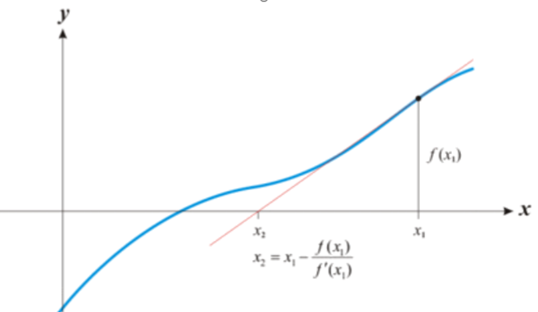 y
f(x₁)
x
x₂
x₁
x₂ = x₁ − f(x₁) / f'(x₁)